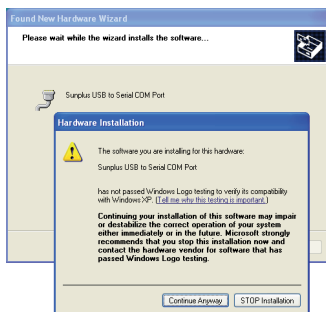 Found New Hardware Wizard
Please wait while the wizard installs the software...
Sunplus USB to Serial COM Port
Hardware Installation
The software you are installing for this hardware:
Sunplus USB to Serial COM Port
has not passed Windows Logo testing to verify its compatibility
with Windows XP. (Tell me why this testing is important.)
Continuing your installation of this software may impair
or destabilize the correct operation of your system
either immediately or in the future. Microsoft strongly
recommends that you stop this installation now and
contact the hardware vendor for software that has
passed Windows Logo testing.
Continue Anyway
STOP Installation